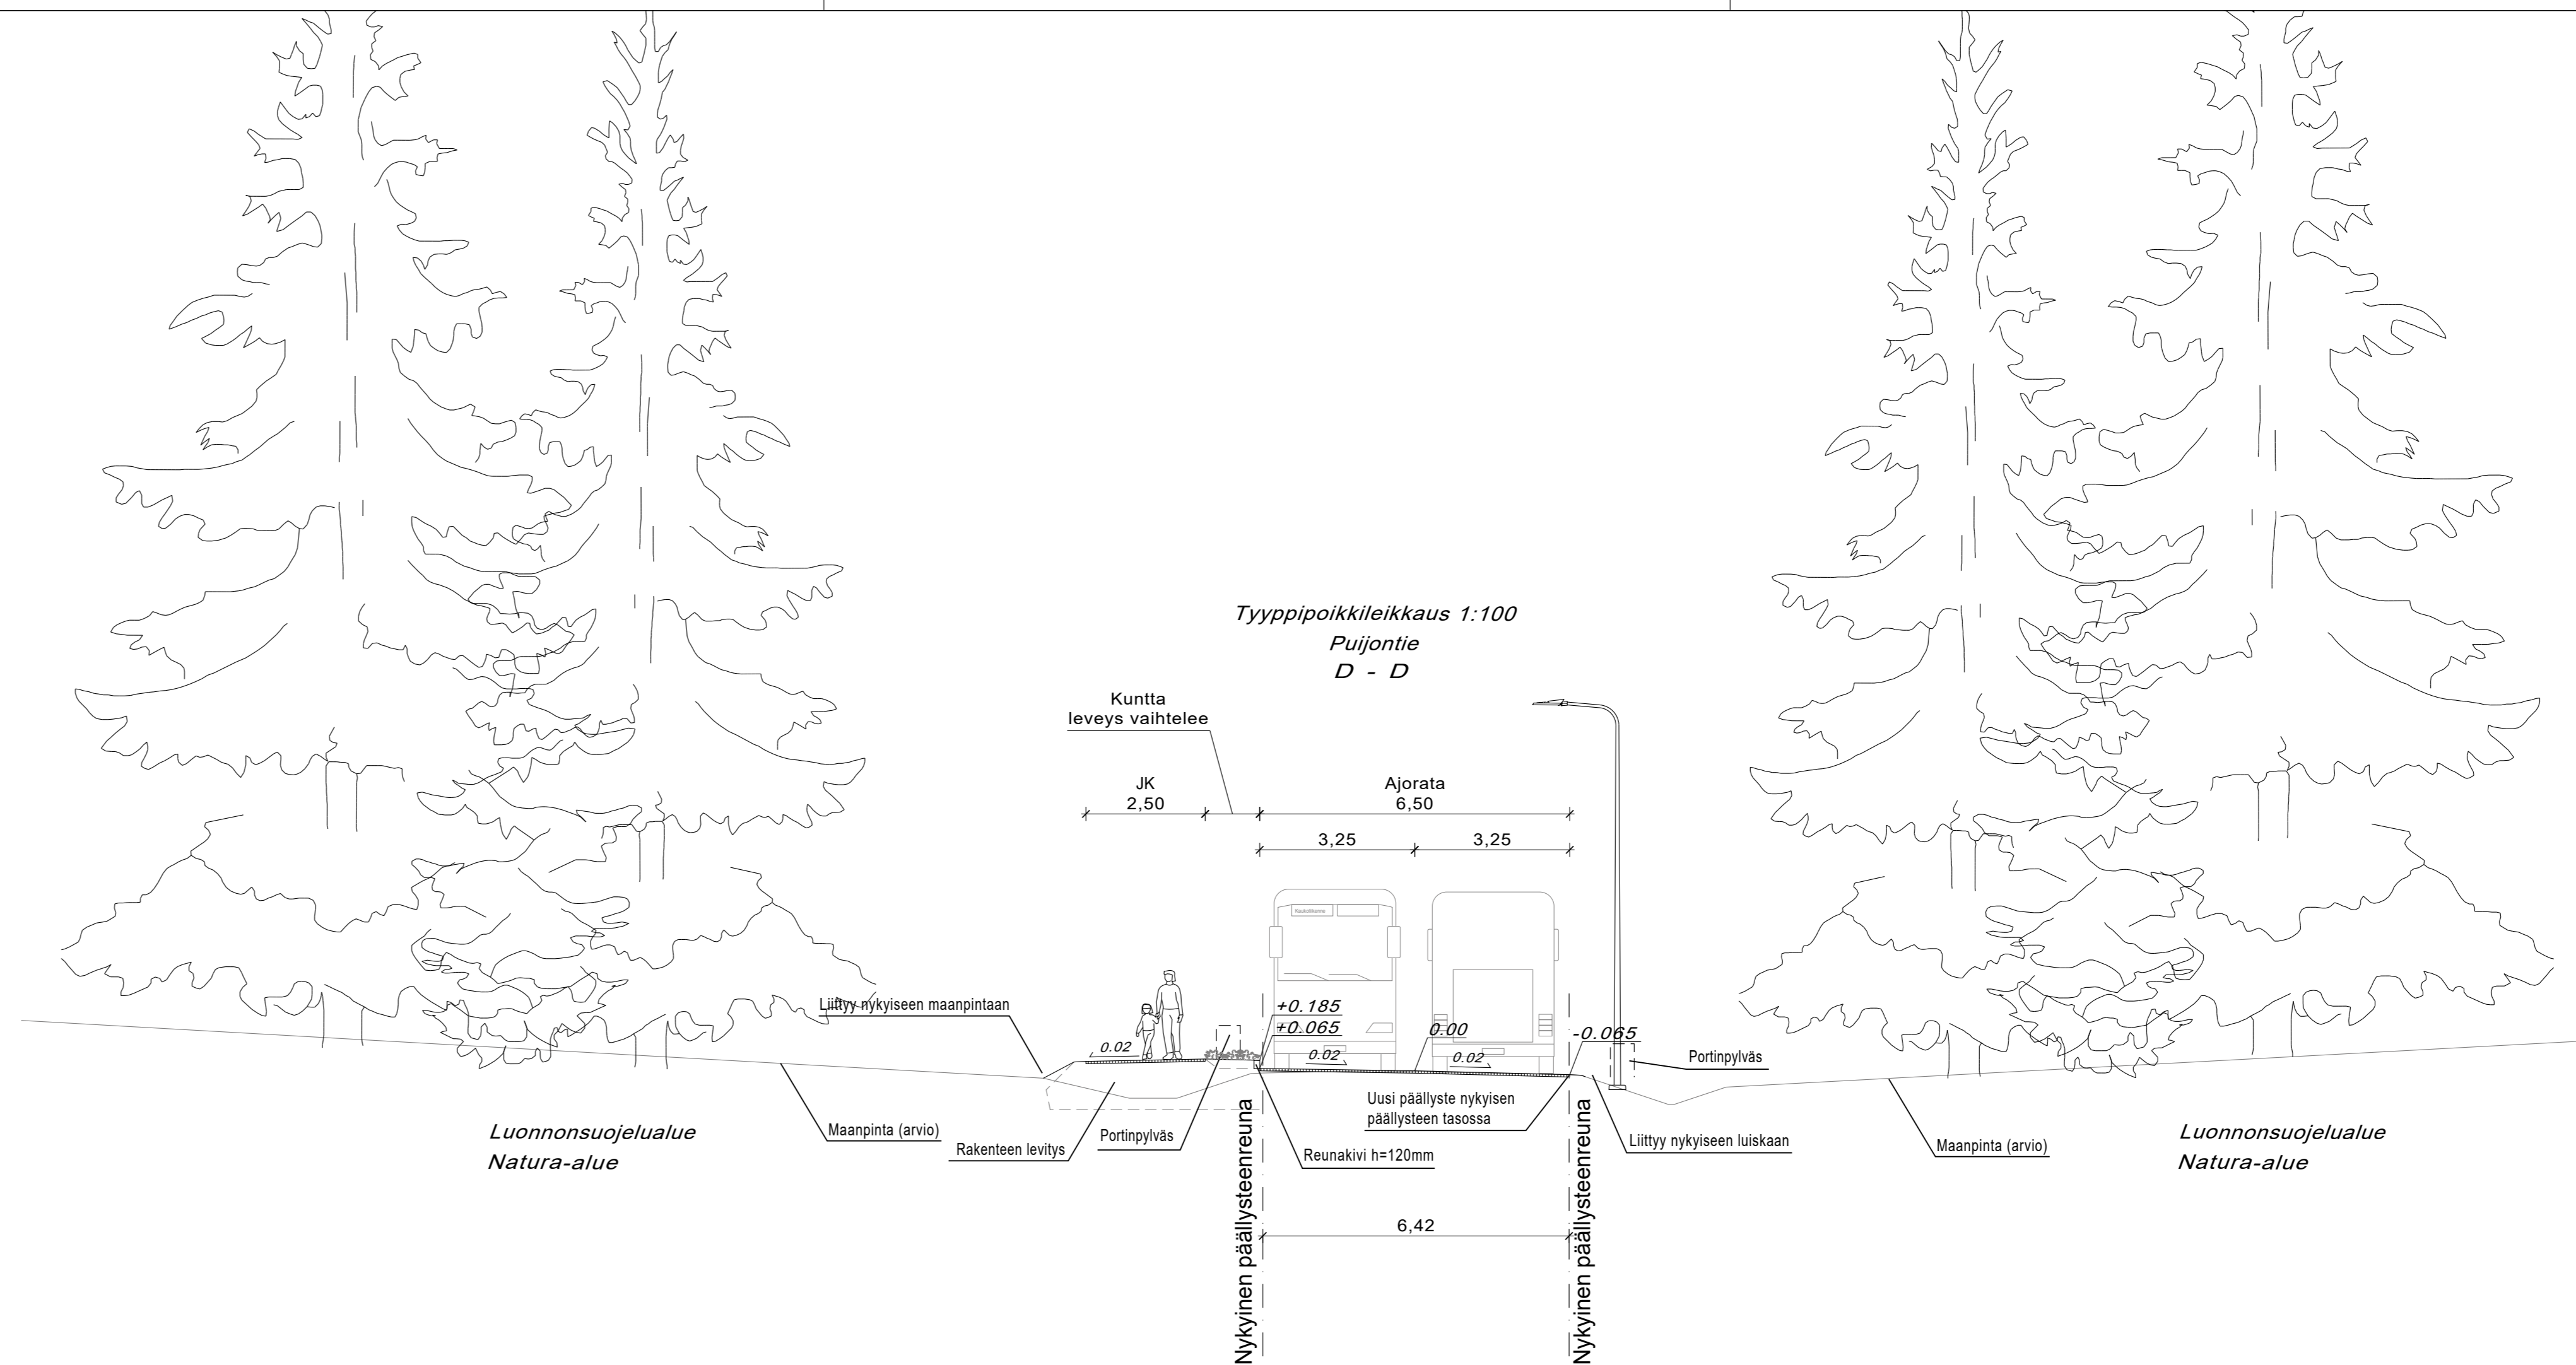 Tyyppipoikkileikkaus 1:100
Puijontie
D - D
Kuntta
leveys vaihtelee
JK
2,50
Ajorata
6,50
3,25
3,25
Kaukoliikenne
Liittyy nykyiseen maanpintaan
+0.185
+0.065
0.00
-0.065
0.02
0.02
0.02
Portinpylväs
Uusi päällyste nykyisen
päällysteen tasossa
Maanpinta (arvio)
Rakenteen levitys
Portinpylväs
Reunakivi h=120mm
Liittyy nykyiseen luiskaan
Maanpinta (arvio)
Luonnonsuojelualue
Natura-alue
Luonnonsuojelualue
Natura-alue
Nykyinen päällysteenreuna
6,42
Nykyinen päällysteenreuna